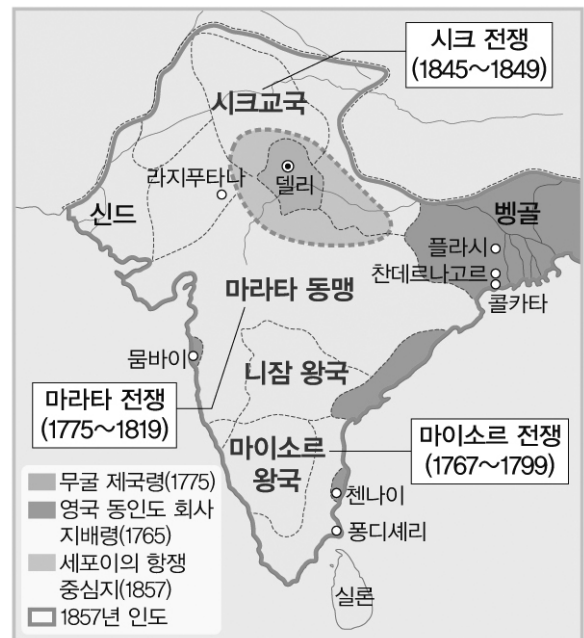 시크 전쟁
(1845～1849)
시크교국
라지푸타나
델리
신드
벵골
플라시
찬데르나고르
콜카타
마라타 동맹
뭄바이
니잠 왕국
마라타 전쟁
(1775～1819)
마이소르
왕국
마이소르 전쟁
(1767～1799)
첸나이
퐁디셰리
실론
무굴 제국령(1775)
영국 동인도 회사
지배령(1765)
세포이의 항쟁
중심지(1857)
1857년 인도